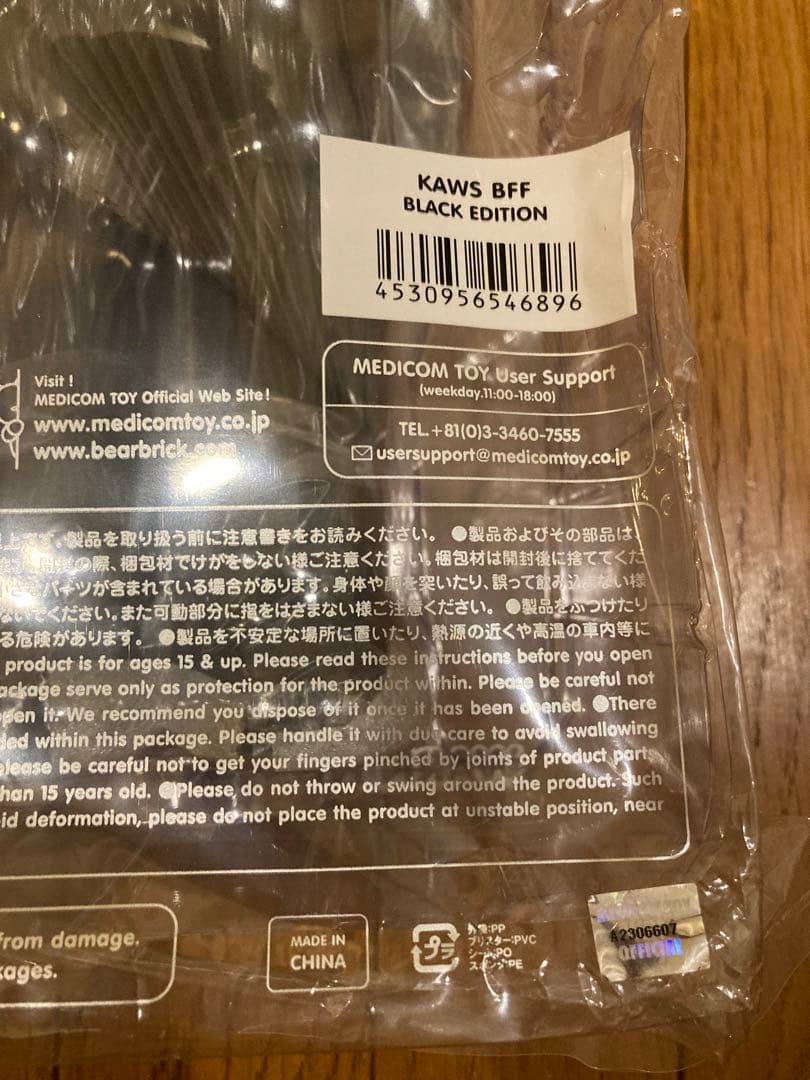 KAWS BFF
BLACK EDITION
4530956546896
Visit !
MEDICOM TOY Official Web Site!
www.medicomtoy.co.jp
www.bearbrick.com
MEDICOM TOY User Support
(weekday.11:00-18:00)
TEL.+81(0)3-3460-7555
usersupport@medicomtoy.co.jp
製品を取り扱う前に注意書きをお読みください。 ●製品およびその部品は、
の際、梱包材でけがをしない様ご注意ください。梱包材は開封後に捨ててくだ
パーツが含まれている場合があります。身体や顔を突いたり、誤って飲み込まない様
ないでください。また可動部分に指をはさまない様ご注意ください。 ●製品をぶつけたり
る危険があります。 ●製品を不安定な場所に置いたり、熱源の近くや高温の車内等に
product is for ages 15 & up. Please read these instructions before you open
ackage serve only as protection for the product within. Please be careful not
pen it. We recommend you dispose of it once it has been opened. ●There
ded within this package. Please handle it with due care to avoid swallowing
please be careful not to get your fingers pinched by joints of product parts
han 15 years old. ●Please do not throw or swing around the product. Such
id deformation, please do not place the product at unstable position, near
from damage.
kages.
MADE IN
CHINA
プラ
外袋:PP
ブリスター:PVC
シール:PO
スポンジ:PE
A2306607
OFFICIAL